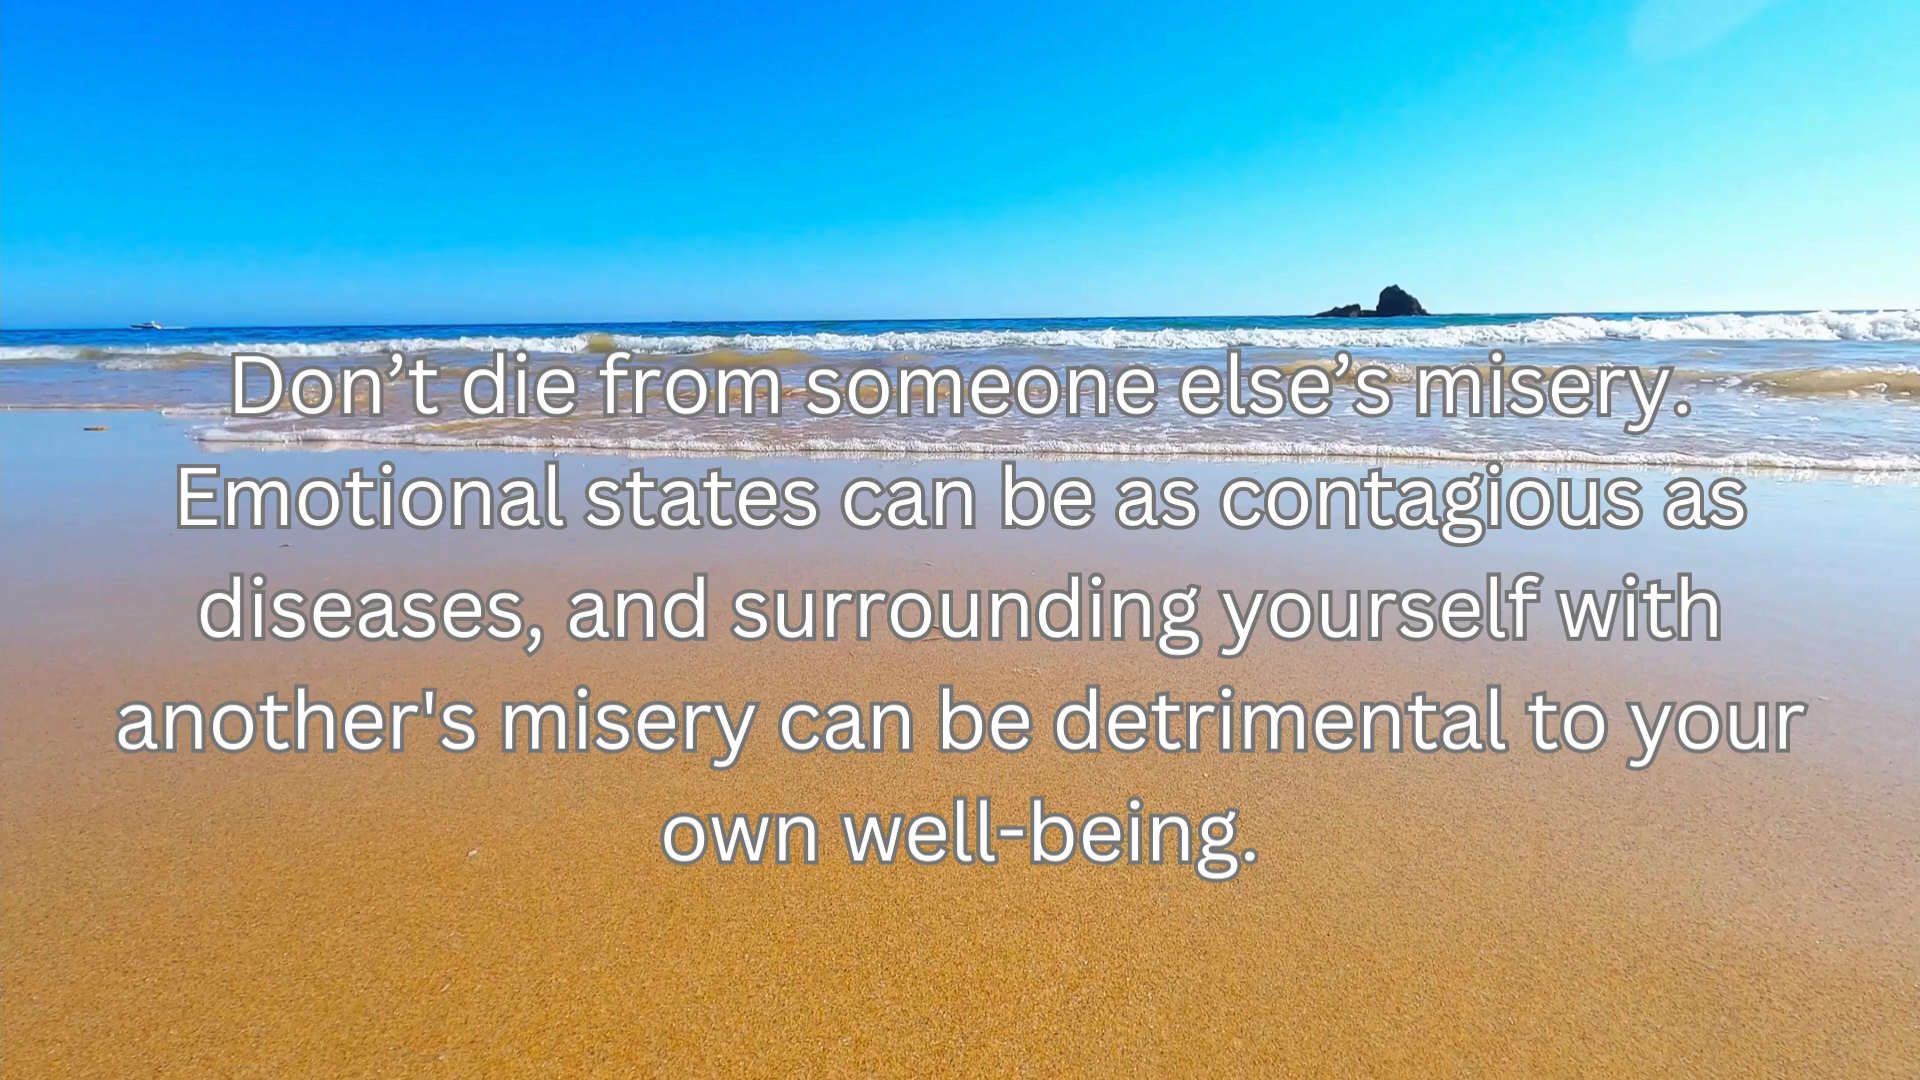 Don’t die from someone else’s misery.
Emotional states can be as contagious as
diseases, and surrounding yourself with
another's misery can be detrimental to your
own well-being.